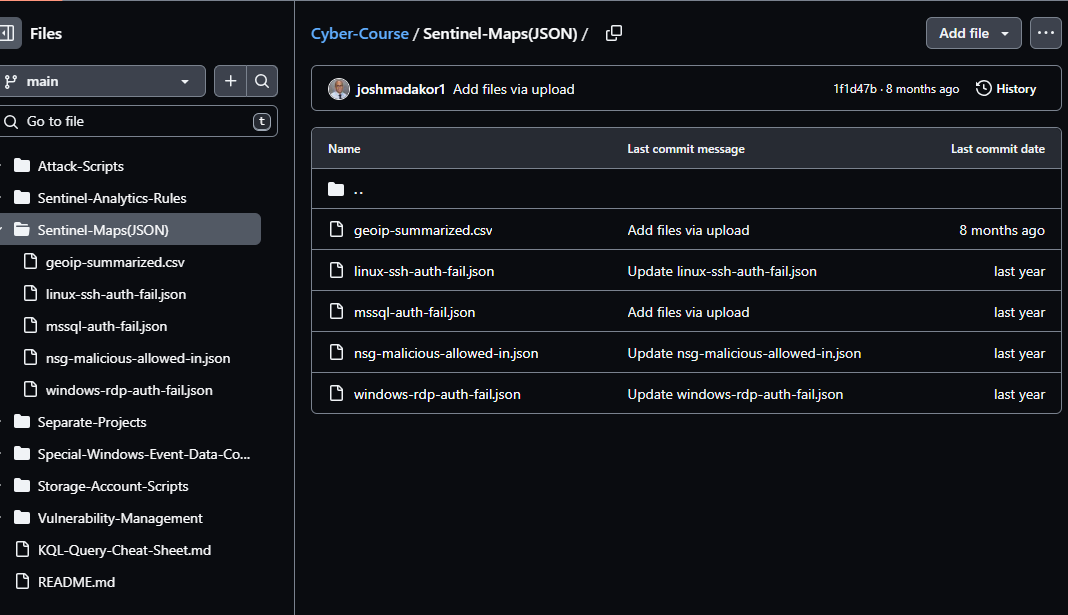 Files
main
Go to file
t
Attack-Scripts
Sentinel-Analytics-Rules
Sentinel-Maps(JSON)
geoip-summarized.csv
linux-ssh-auth-fail.json
mssql-auth-fail.json
nsg-malicious-allowed-in.json
windows-rdp-auth-fail.json
Separate-Projects
Special-Windows-Event-Data-Co...
Storage-Account-Scripts
Vulnerability-Management
KQL-Query-Cheat-Sheet.md
README.md
Cyber-Course / Sentinel-Maps(JSON) /
Add file
joshmadakor1 Add files via upload 1f1d47b · 8 months ago History
Name Last commit message Last commit date
..
geoip-summarized.csv Add files via upload 8 months ago
linux-ssh-auth-fail.json Update linux-ssh-auth-fail.json last year
mssql-auth-fail.json Add files via upload last year
nsg-malicious-allowed-in.json Update nsg-malicious-allowed-in.json last year
windows-rdp-auth-fail.json Update windows-rdp-auth-fail.json last year